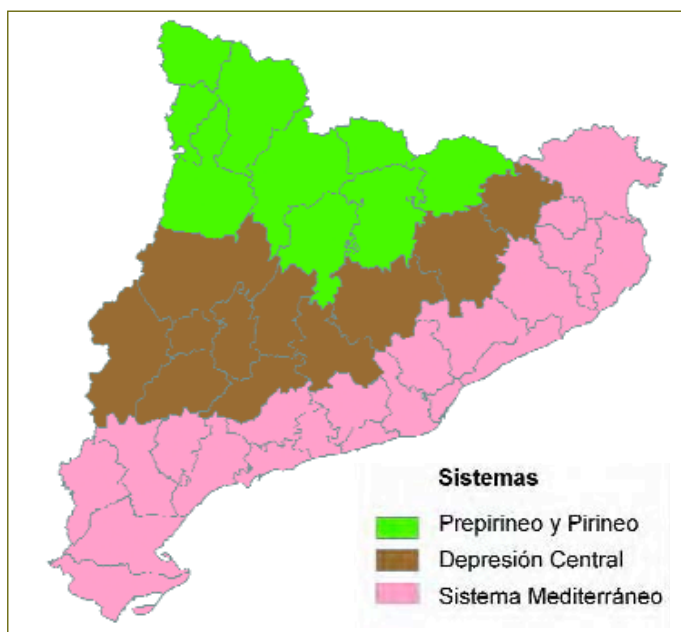 Sistemas
Prepirineo y Pirineo
Depresión Central
Sistema Mediterráneo